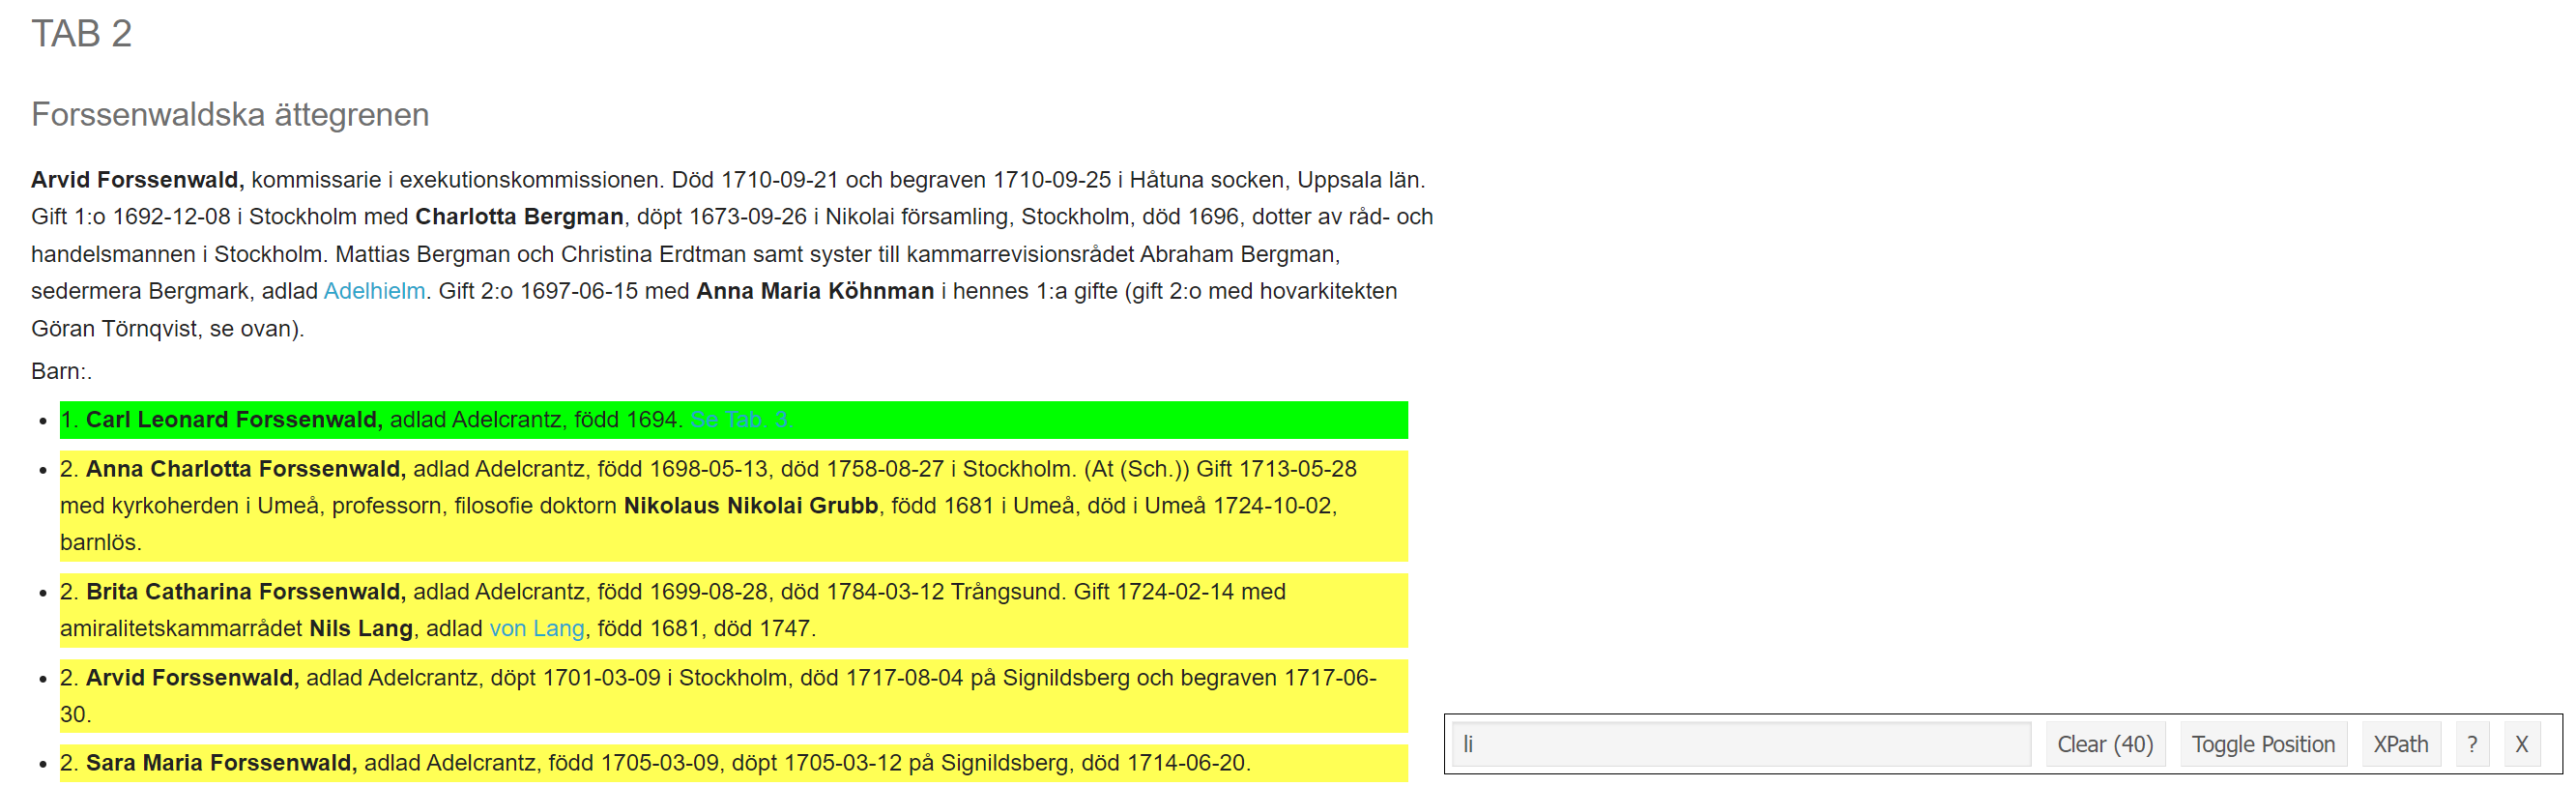 TAB 2
Forssenwaldska ättegrenen
Arvid Forssenwald, kommissarie i exekutionskommissionen. Död 1710-09-21 och begraven 1710-09-25 i Håtuna socken, Uppsala län.
Gift 1:o 1692-12-08 i Stockholm med Charlotta Bergman, döpt 1673-09-26 i Nikolai församling, Stockholm, död 1696, dotter av råd- och
handelsmannen i Stockholm. Mattias Bergman och Christina Erdtman samt syster till kammarrevisionsrådet Abraham Bergman,
sedermera Bergmark, adlad Adelhielm. Gift 2:o 1697-06-15 med Anna Maria Köhnman i hennes 1:a gifte (gift 2:o med hovarkitekten
Göran Törnqvist, se ovan).
Barn:.
• 1. Carl Leonard Forssenwald, adlad Adelcrantz, född 1694. Se Tab. 3.
• 2. Anna Charlotta Forssenwald, adlad Adelcrantz, född 1698-05-13, död 1758-08-27 i Stockholm. (At (Sch.)) Gift 1713-05-28
med kyrkoherden i Umeå, professorn, filosofie doktorn Nikolaus Nikolai Grubb, född 1681 i Umeå, död i Umeå 1724-10-02,
barnlös.
• 2. Brita Catharina Forssenwald, adlad Adelcrantz, född 1699-08-28, död 1784-03-12 Trångsund. Gift 1724-02-14 med
amiralitetskammarrådet Nils Lang, adlad von Lang, född 1681, död 1747.
• 2. Arvid Forssenwald, adlad Adelcrantz, döpt 1701-03-09 i Stockholm, död 1717-08-04 på Signildsberg och begraven 1717-06-
30.
• 2. Sara Maria Forssenwald, adlad Adelcrantz, född 1705-03-09, döpt 1705-03-12 på Signildsberg, död 1714-06-20.
li Clear (40) Toggle Position XPath ? X